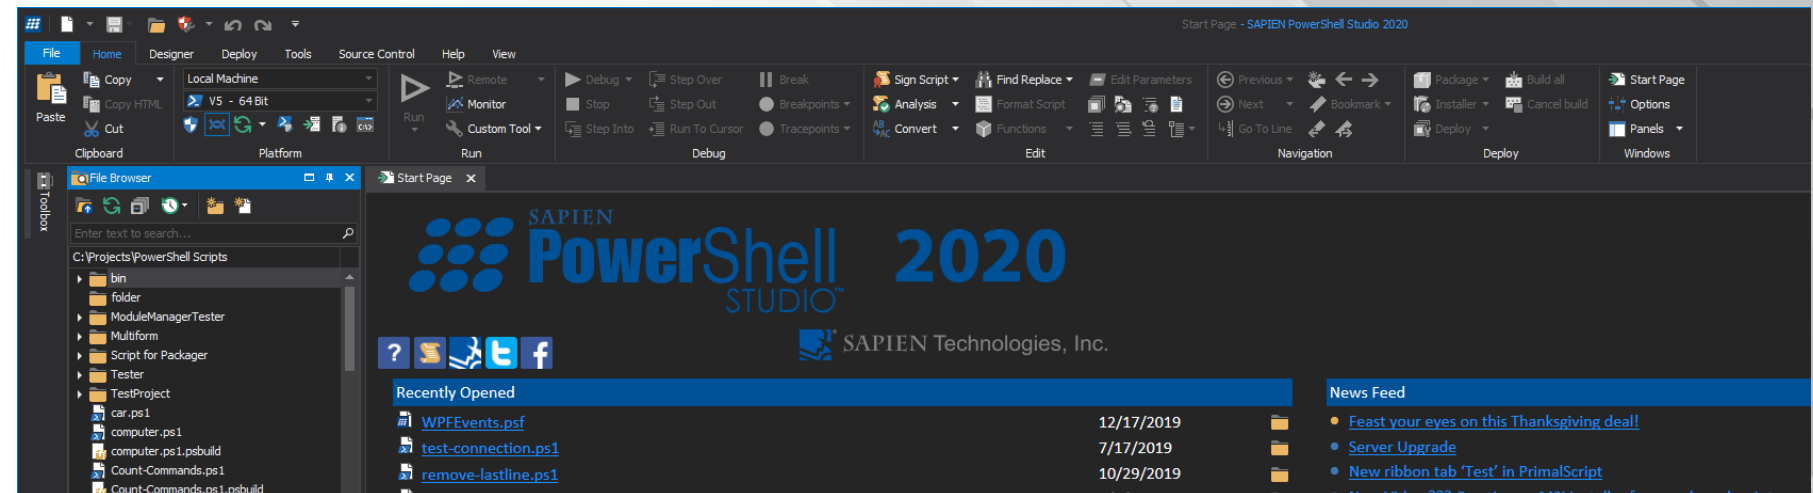 Start Page - SAPIEN PowerShell Studio 2020
File Home Designer Deploy Tools Source Control Help View
Paste
Copy
Copy HTML
Cut
Clipboard
Local Machine
V5 - 64 Bit
Platform
Run
Remote
Monitor
Custom Tool
Run
Debug Step Over Break
Stop Step Out Breakpoints
Step Into Run To Cursor Tracepoints
Debug
Sign Script Find Replace Edit Parameters
Analysis Format Script
Convert Functions
Edit
Previous
Next Bookmark
Go To Line
Navigation
Package Build all
Installer Cancel build
Deploy
Deploy
Start Page
Options
Panels
Windows
Toolbox
File Browser
Enter text to search...
C:\Projects\PowerShell Scripts
bin
folder
ModuleManagerTester
Multiform
Script for Packager
Tester
TestProject
car.ps1
computer.ps1
computer.ps1.psbuild
Count-Commands.ps1
Count-Commands.ps1.psbuild
Start Page
SAPIEN
PowerShell 2020
STUDIO™
SAPIEN Technologies, Inc.
Recently Opened
WPFEvents.psf 12/17/2019
test-connection.ps1 7/17/2019
remove-lastline.ps1 10/29/2019
News Feed
Feast your eyes on this Thanksgiving deal!
Server Upgrade
New ribbon tab ‘Test’ in PrimalScript